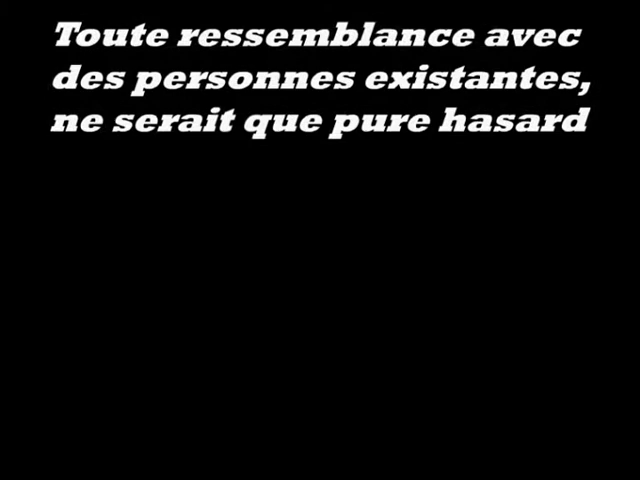 Toute ressemblance avec
des personnes existantes,
ne serait que pure hasard